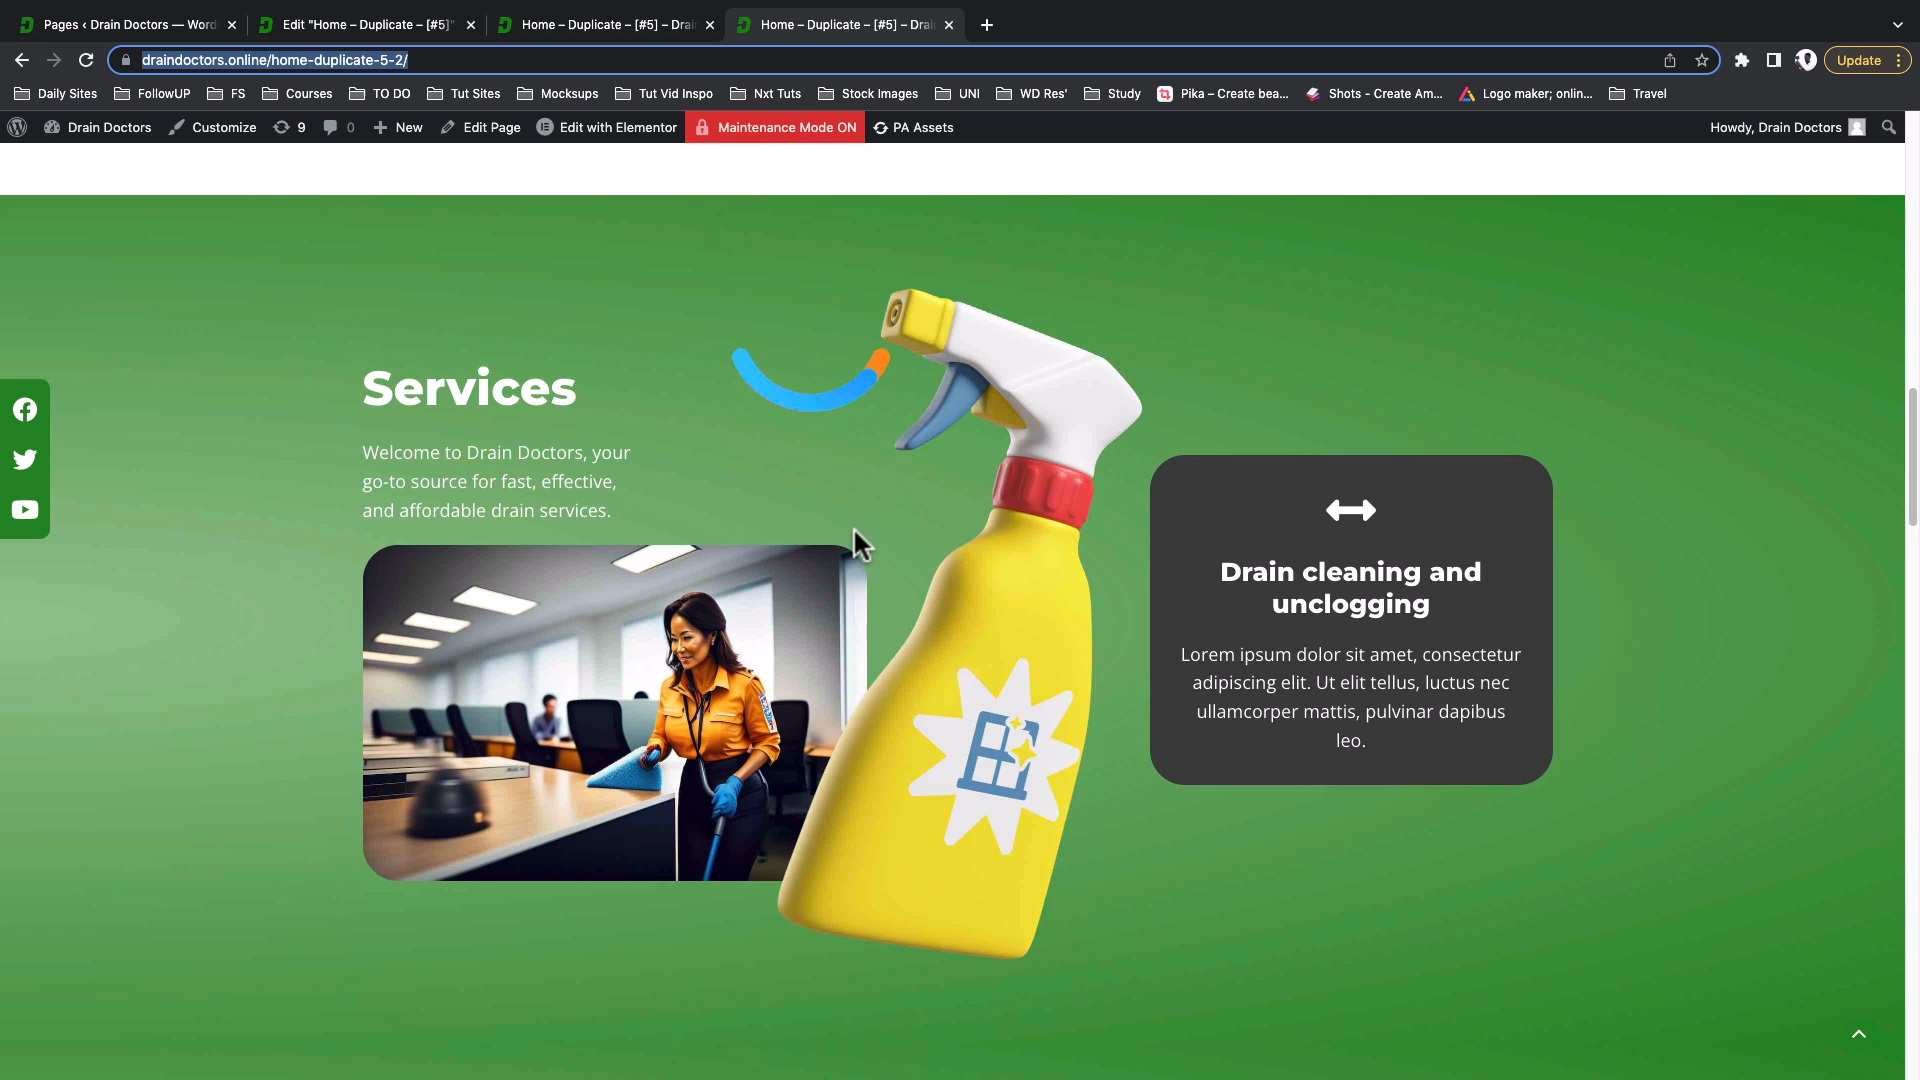 Pages ‹ Drain Doctors — Word
Edit "Home – Duplicate – [#5]"
Home – Duplicate – [#5] – Drai
Home – Duplicate – [#5] – Drai
draindoctors.online/home-duplicate-5-2/
Update
Daily Sites
FollowUP
FS
Courses
TO DO
Tut Sites
Mocksups
Tut Vid Inspo
Nxt Tuts
Stock Images
UNI
WD Res'
Study
Pika – Create bea...
Shots - Create Am...
Logo maker; onlin...
Travel
Drain Doctors
Customize
9
0
New
Edit Page
Edit with Elementor
Maintenance Mode ON
PA Assets
Howdy, Drain Doctors
Services
Welcome to Drain Doctors, your
go-to source for fast, effective,
and affordable drain services.
Drain cleaning and
unclogging
Lorem ipsum dolor sit amet, consectetur
adipiscing elit. Ut elit tellus, luctus nec
ullamcorper mattis, pulvinar dapibus
leo.